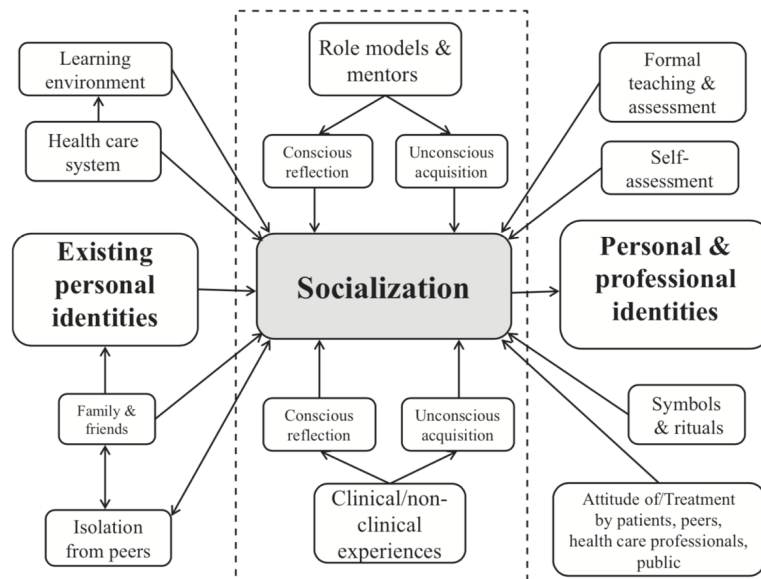 Learning
environment
Health care
system
Role models &
mentors
Conscious
reflection
Unconscious
acquisition
Formal
teaching &
assessment
Self-
assessment
Existing
personal
identities
Socialization
Personal &
professional
identities
Family &
friends
Isolation
from peers
Conscious
reflection
Unconscious
acquisition
Clinical/non-
clinical
experiences
Symbols
& rituals
Attitude of/Treatment
by patients, peers,
health care professionals,
public